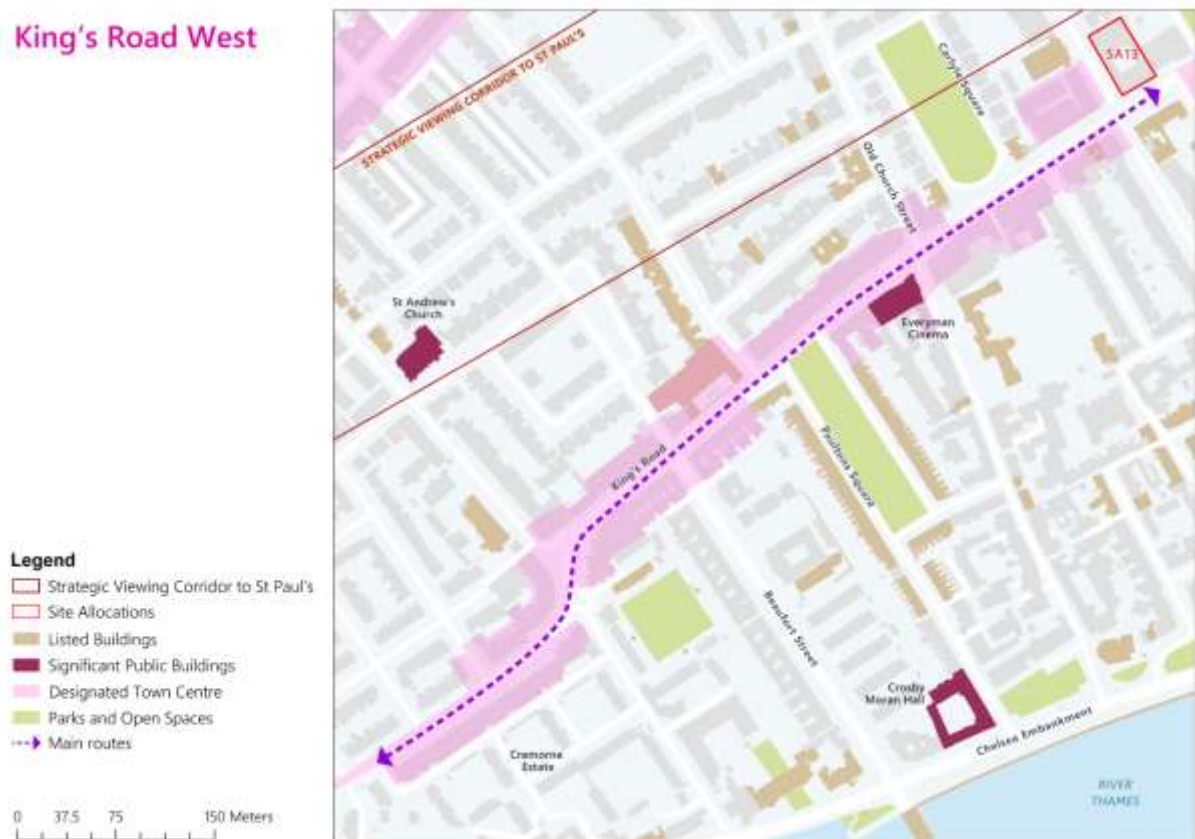 King's Road West
STRATEGIC VIEWING CORRIDOR TO ST PAUL'S
Carlyle Square
SA13
Old Church Street
St Andrew's
Church
Everyman
Cinema
King's Road
Paultons Square
Beaufort Street
Crosby
Moran Hall
Chelsea Embankment
Cremorne
Estate
RIVER
THAMES
Legend
Strategic Viewing Corridor to St Paul's
Site Allocations
Listed Buildings
Significant Public Buildings
Designated Town Centre
Parks and Open Spaces
Main routes
0 37.5 75 150 Meters